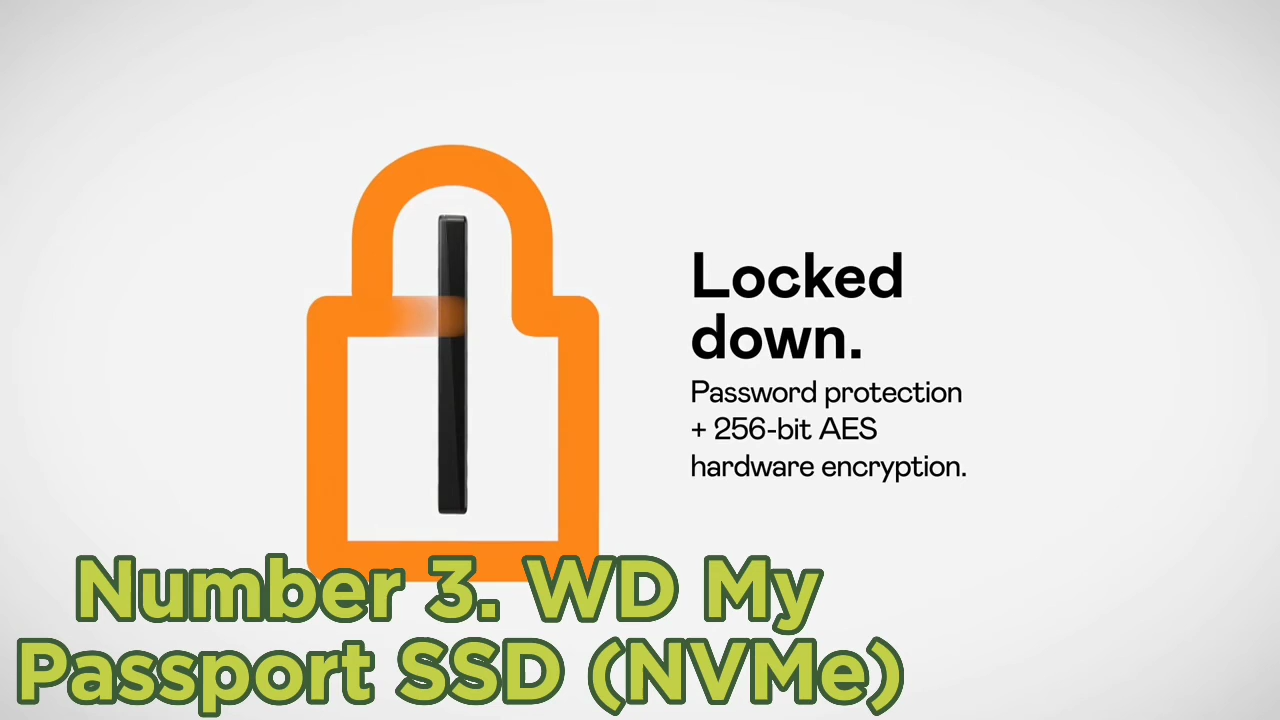 Locked
down.
Password protection
+ 256-bit AES
hardware encryption.
Number 3. WD My
Passport SSD (NVMe)